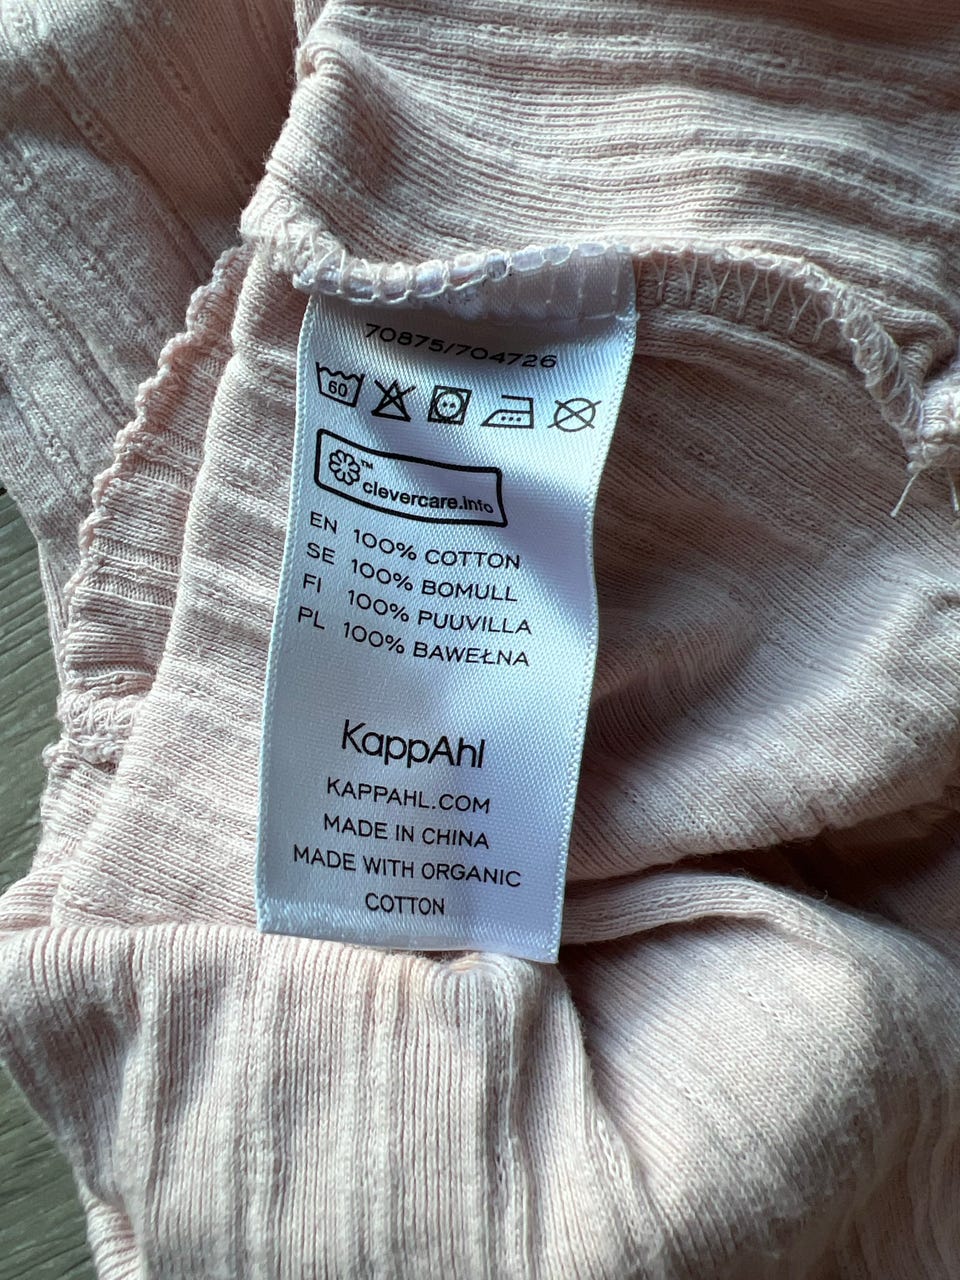 70875/704726
60
™
clevercare.info
EN 100% COTTON
SE 100% BOMULL
FI 100% PUUVILLA
PL 100% BAWEŁNA
KappAhl
KAPPAHL.COM
MADE IN CHINA
MADE WITH ORGANIC
COTTON